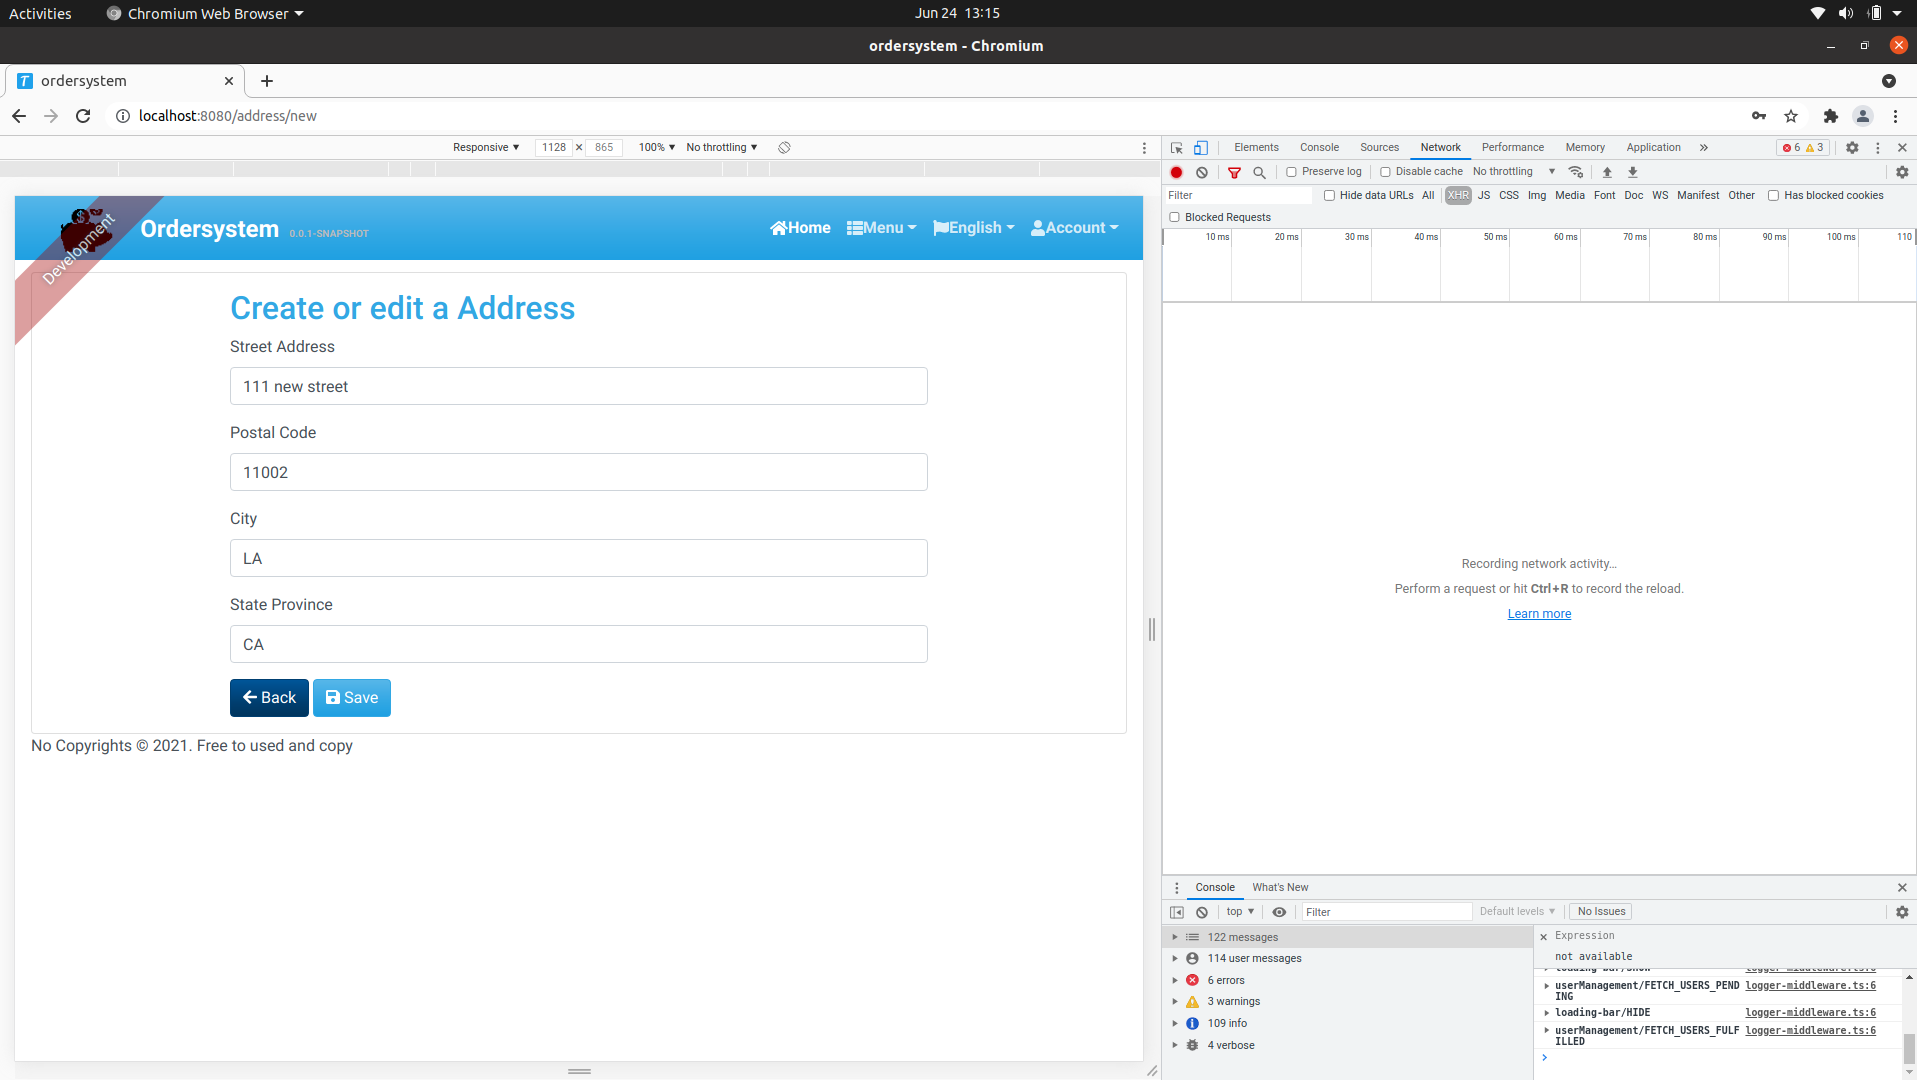 Activities Chromium Web Browser Jun 24 13:15
ordersystem - Chromium
ordersystem
localhost:8080/address/new
Responsive 1128 × 865 100% No throttling
Elements Console Sources Network Performance Memory Application » 6 3
Preserve log Disable cache No throttling
Filter Hide data URLs All XHR JS CSS Img Media Font Doc WS Manifest Other Has blocked cookies
Blocked Requests
10 ms 20 ms 30 ms 40 ms 50 ms 60 ms 70 ms 80 ms 90 ms 100 ms 110
Development
Ordersystem 0.0.1-SNAPSHOT Home Menu English Account
Create or edit a Address
Street Address
111 new street
Postal Code
11002
City
LA
State Province
CA
Back Save
No Copyrights © 2021. Free to used and copy
Recording network activity...
Perform a request or hit Ctrl+R to record the reload.
Learn more
Console What's New
top Filter Default levels No Issues
122 messages
114 user messages
6 errors
3 warnings
109 info
4 verbose
Expression
not available
userManagement/FETCH_USERS_PEND logger-middleware.ts:6
ING
loading-bar/HIDE logger-middleware.ts:6
userManagement/FETCH_USERS_FULF logger-middleware.ts:6
ILLED